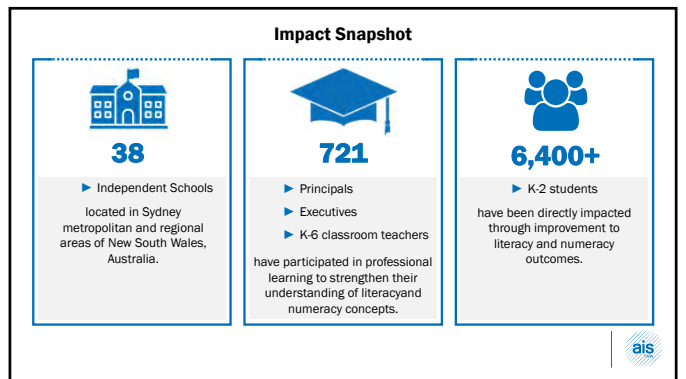 Impact Snapshot
38
► Independent Schools
located in Sydney
metropolitan and regional
areas of New South Wales,
Australia.
721
► Principals
► Executives
► K-6 classroom teachers
have participated in professional
learning to strengthen their
understanding of literacyand
numeracy concepts.
6,400+
► K-2 students
have been directly impacted
through improvement to
literacy and numeracy
outcomes.
ais
NSW